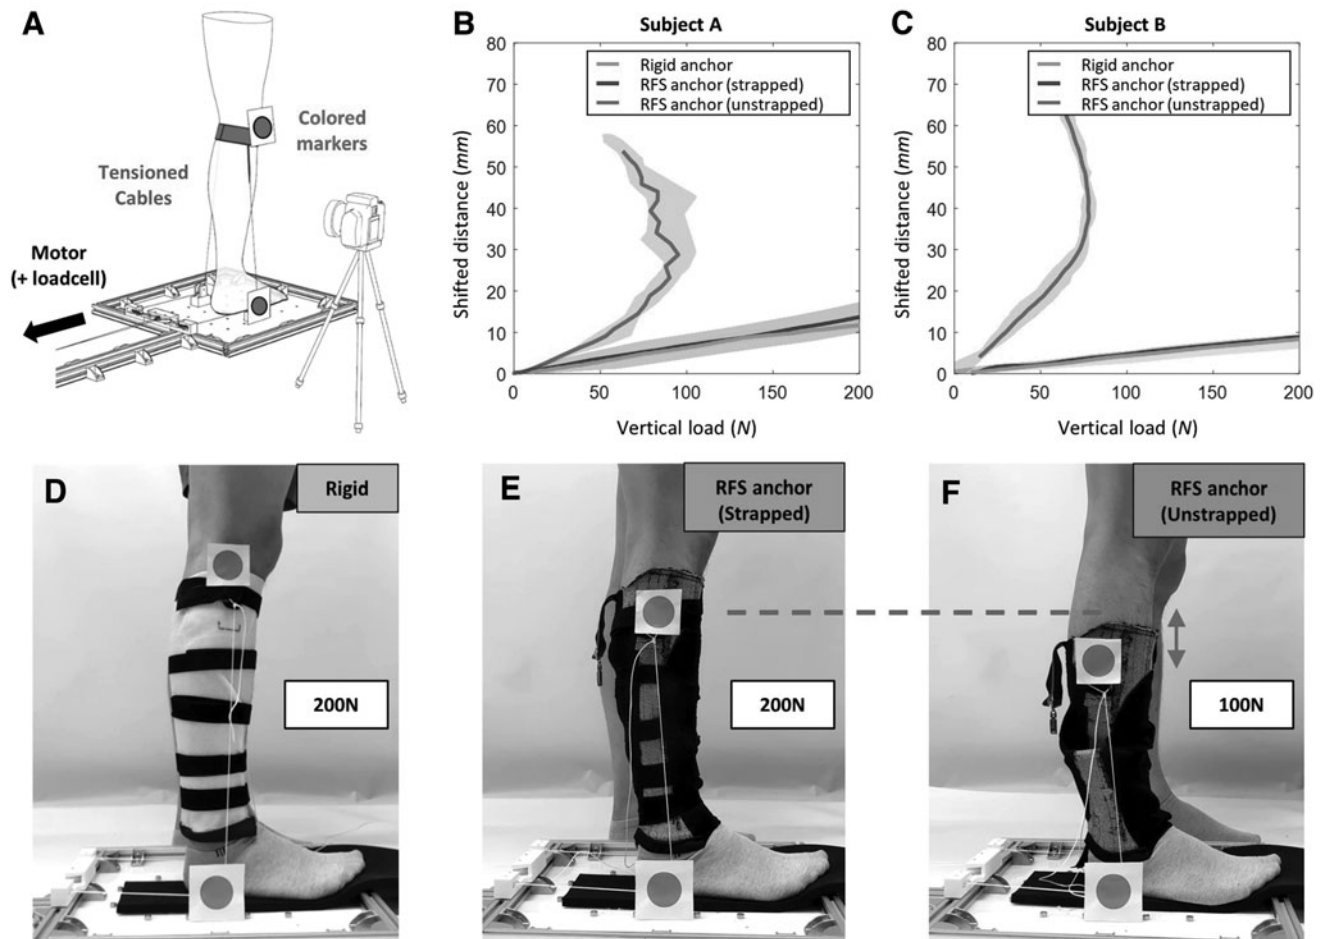 A
Colored
markers
Tensioned
Cables
Motor
(+ loadcell)
B
Subject A
Rigid anchor
RFS anchor (strapped)
RFS anchor (unstrapped)
Shifted distance (mm)
80
70
60
50
40
30
20
10
0
0 50 100 150 200
Vertical load (N)
C
Subject B
Rigid anchor
RFS anchor (strapped)
RFS anchor (unstrapped)
Shifted distance (mm)
80
70
60
50
40
30
20
10
0
0 50 100 150 200
Vertical load (N)
D
Rigid
200N
E
RFS anchor
(Strapped)
200N
F
RFS anchor
(Unstrapped)
100N